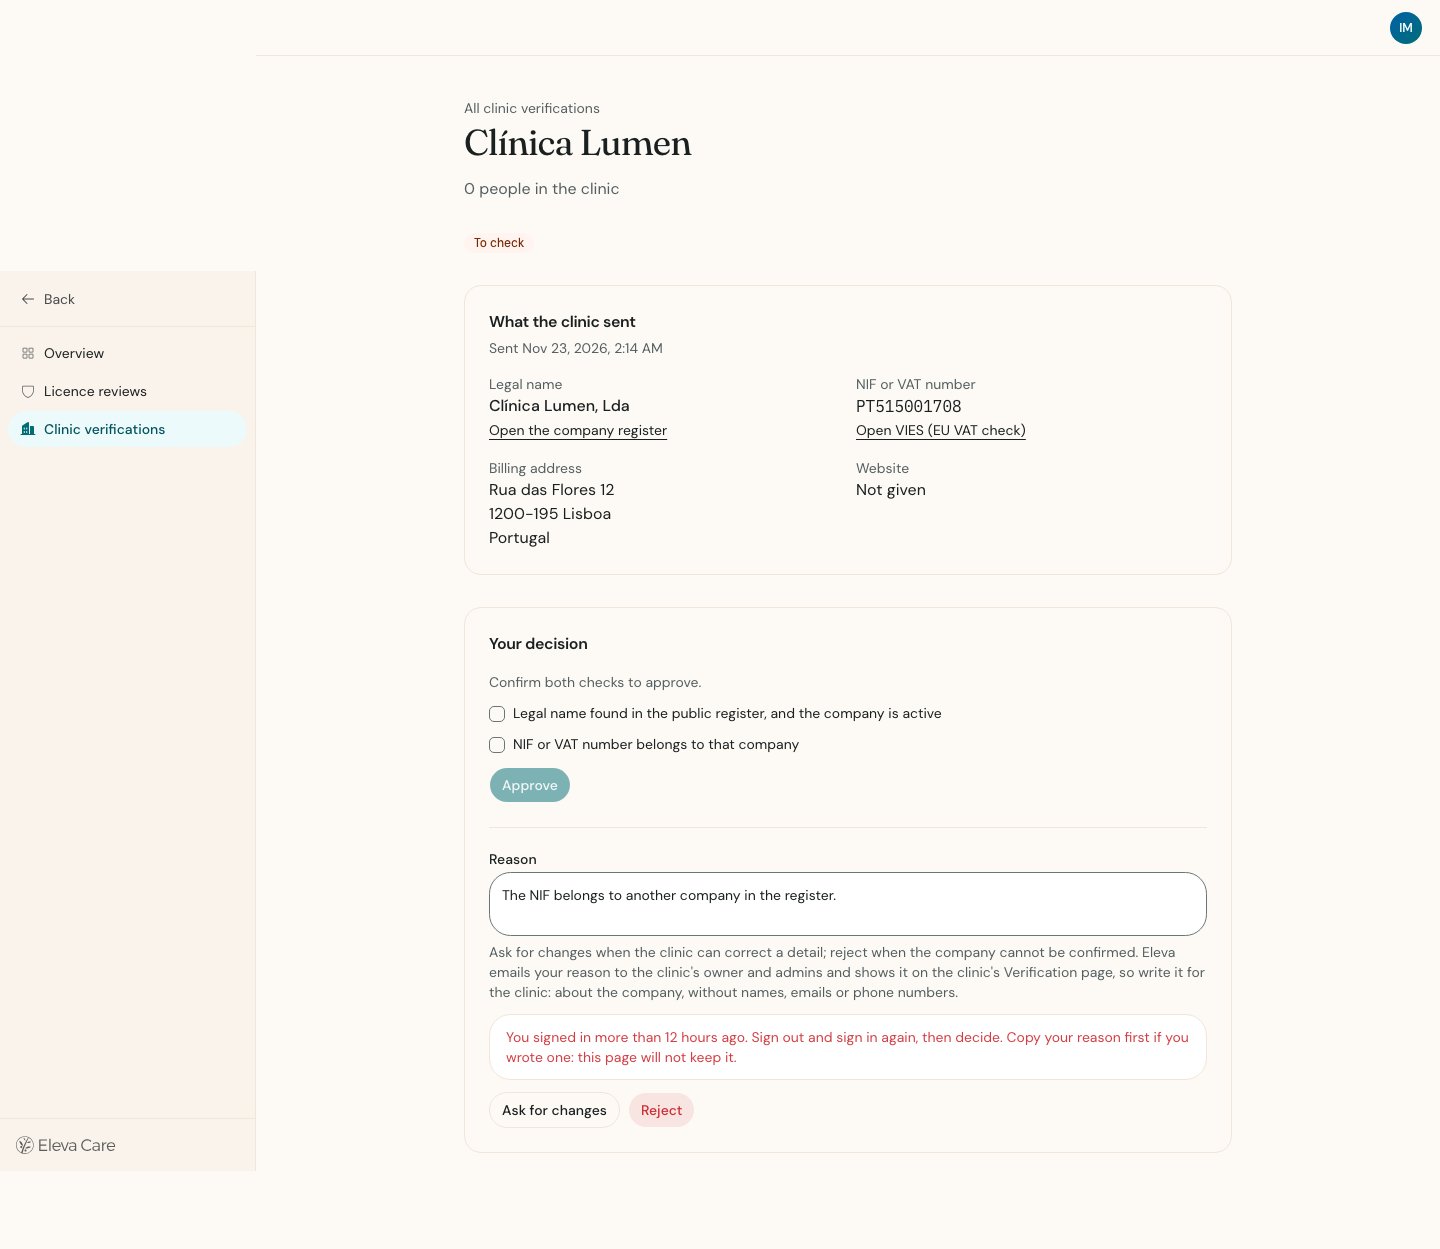 IM
All clinic verifications
Clínica Lumen
0 people in the clinic
To check
Back
Overview
Licence reviews
Clinic verifications
What the clinic sent
Sent Nov 23, 2026, 2:14 AM
Legal name
Clínica Lumen, Lda
Open the company register
NIF or VAT number
PT515001708
Open VIES (EU VAT check)
Billing address
Rua das Flores 12
1200-195 Lisboa
Portugal
Website
Not given
Your decision
Confirm both checks to approve.
Legal name found in the public register, and the company is active
NIF or VAT number belongs to that company
Approve
Reason
The NIF belongs to another company in the register.
Ask for changes when the clinic can correct a detail; reject when the company cannot be confirmed. Eleva
emails your reason to the clinic's owner and admins and shows it on the clinic's Verification page, so write it for
the clinic: about the company, without names, emails or phone numbers.
You signed in more than 12 hours ago. Sign out and sign in again, then decide. Copy your reason first if you
wrote one: this page will not keep it.
Ask for changes
Reject
Eleva Care